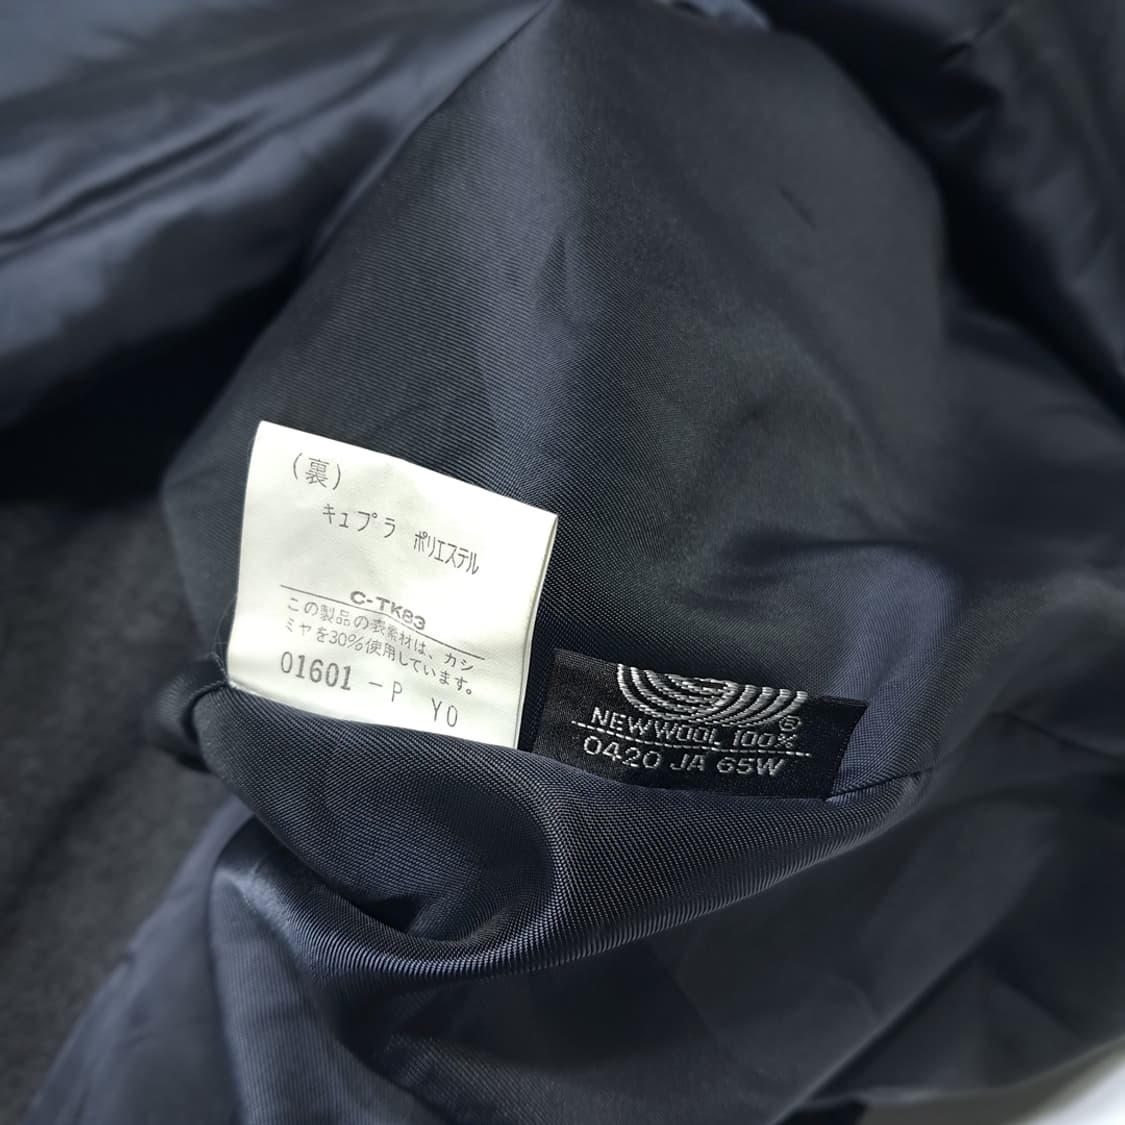 (裏)
キュプラ ポリエステル
C-TK83
この製品の表素材は、カシ
ミヤを30%使用しています。
01601 -P YO
NEW WOOL 100%
0420 JA 65W